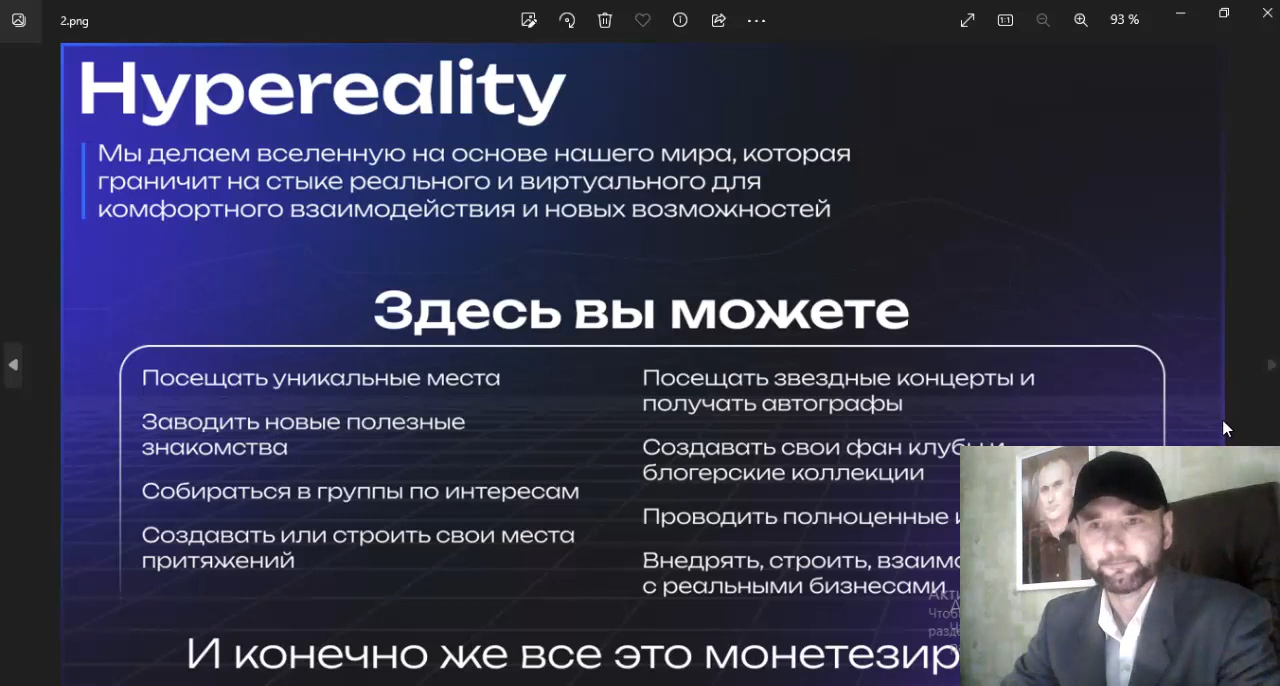 2.png
93 %
Hypereality
Мы делаем вселенную на основе нашего мира, которая
граничит на стыке реального и виртуального для
комфортного взаимодействия и новых возможностей
Здесь вы можете
Посещать уникальные места
Заводить новые полезные
знакомства
Собираться в группы по интересам
Создавать или строить свои места
притяжений
Посещать звездные концерты и
получать автографы
Создавать свои фан клубы и
блогерские коллекции
Проводить полноценные
Внедрять, строить,
с реальными бизнесами
И конечно же все это